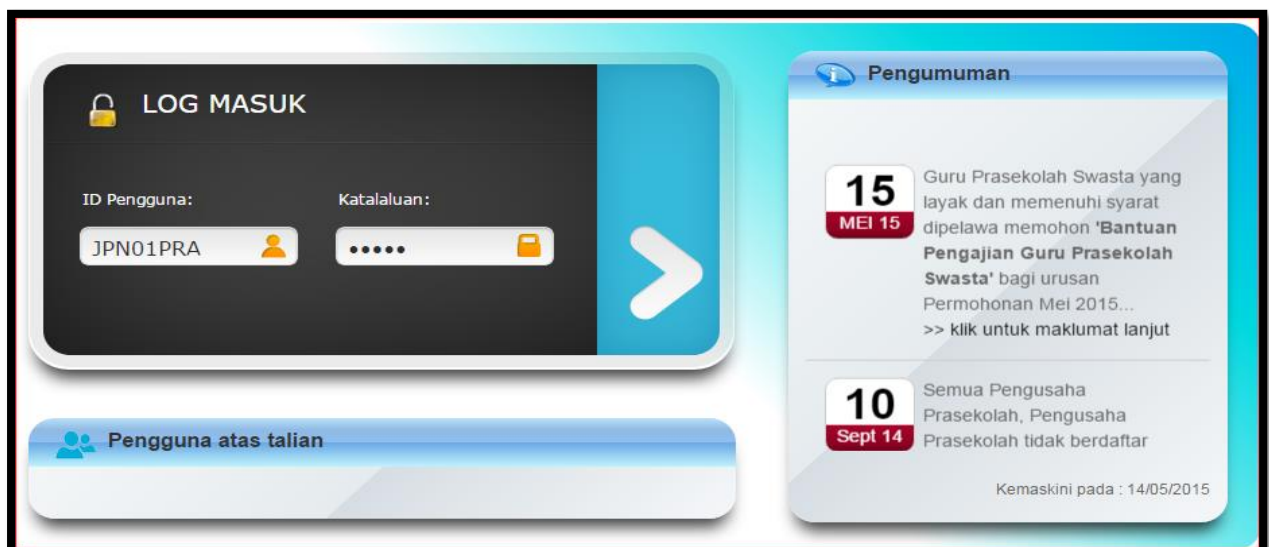 LOG MASUK
ID Pengguna:
Katalaluan:
JPN01PRA
•••••
Pengguna atas talian
Pengumuman
15
MEI 15
Guru Prasekolah Swasta yang
layak dan memenuhi syarat
dipelawa memohon 'Bantuan
Pengajian Guru Prasekolah
Swasta' bagi urusan
Permohonan Mei 2015...
>> klik untuk maklumat lanjut
10
Sept 14
Semua Pengusaha
Prasekolah, Pengusaha
Prasekolah tidak berdaftar
Kemaskini pada : 14/05/2015